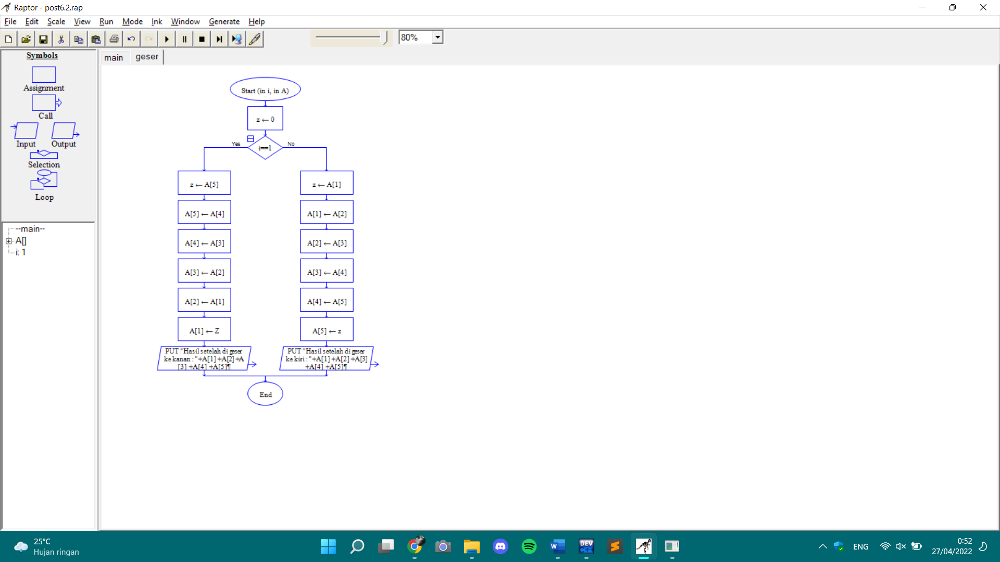 Raptor - post6.2.rap
File Edit Scale View Run Mode Ink Window Generate Help
80%
Symbols
Assignment
Call
Input Output
Selection
Loop
--main--
A[]
i: 1
main geser
Start (in i, in A)
z ← 0
Yes
i==1
No
z ← A[5]
A[5] ← A[4]
A[4] ← A[3]
A[3] ← A[2]
A[2] ← A[1]
A[1] ← Z
PUT "Hasil setelah di geser
ke kanan : "+A[1] +A[2] +A
[3] +A[4] +A[5]¶
z ← A[1]
A[1] ← A[2]
A[2] ← A[3]
A[3] ← A[4]
A[4] ← A[5]
A[5] ← z
PUT "Hasil setelah di geser
ke kiri : "+A[1] +A[2] +A[3]
+A[4] +A[5]¶
End
25°C
Hujan ringan
W
DEV
C++
S
ENG
0:52
27/04/2022